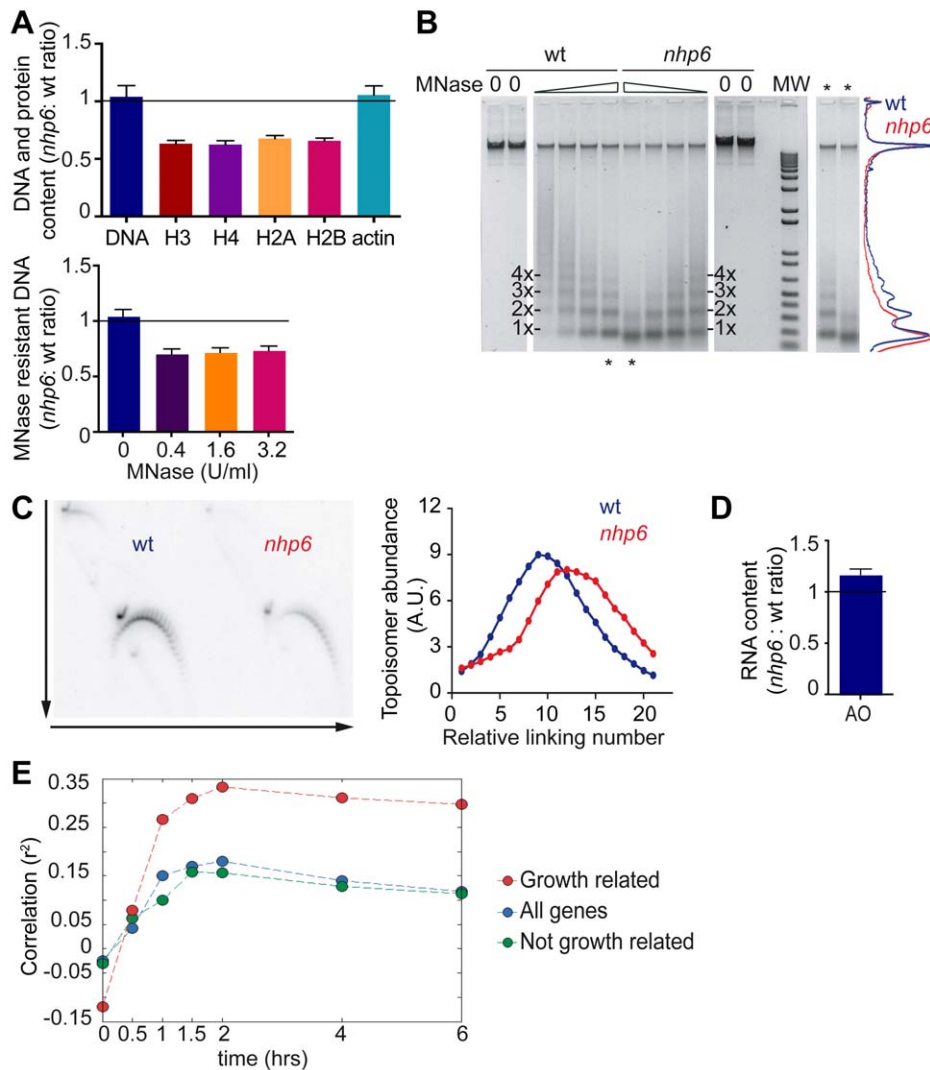 A
DNA and protein
content (nhp6: wt ratio)
1.5
1
0.5
0
DNA H3 H4 H2A H2B actin
MNase resistant DNA
(nhp6: wt ratio)
1.5
1
0.5
0
0 0.4 1.6 3.2
MNase (U/ml)
B
wt nhp6
MNase 0 0 0 0 MW * *
wt
nhp6
4x 4x
3x 3x
2x 2x
1x 1x
* *
C
wt nhp6
Topoisomer abundance
(A.U.)
12
9
6
3
0
wt
nhp6
0 5 10 15 20
Relative linking number
D
RNA content
(nhp6 : wt ratio)
1.5
1
0.5
0
AO
E
Correlation (r²)
0.35
0.25
0.15
0
-0.05
-0.15
0 0.5 1 1.5 2 4 6
time (hrs)
Growth related
All genes
Not growth related